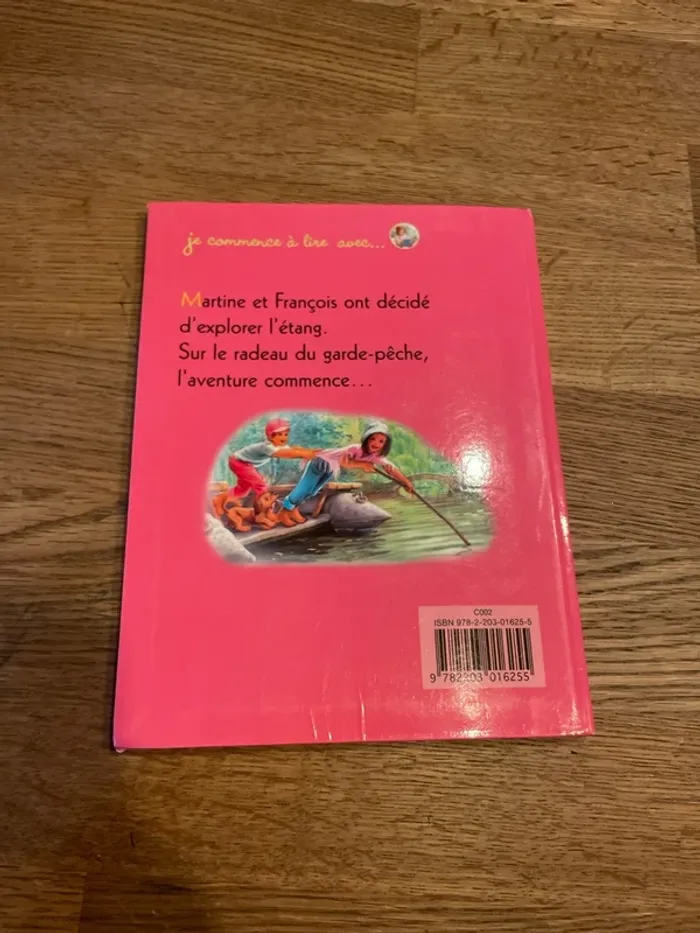 je commence à lire avec...
Martine et François ont décidé
d'explorer l'étang.
Sur le radeau du garde-pêche,
l'aventure commence...
C002
ISBN 978-2-203-01625-5
9 782203 016255